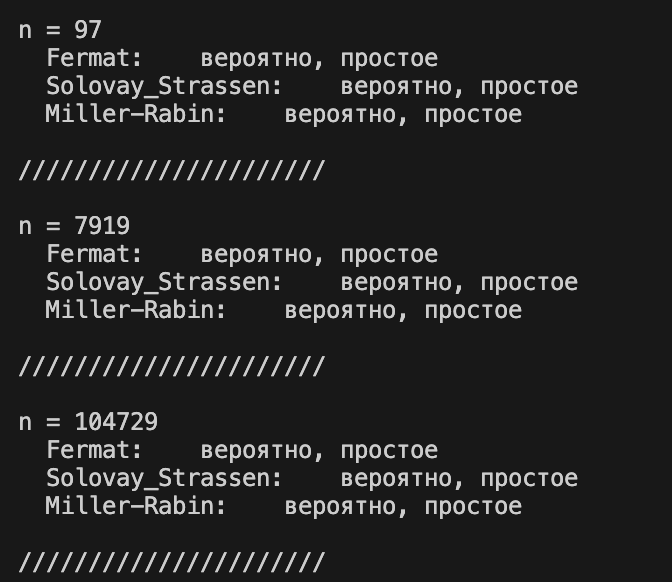 n = 97
  Fermat:    вероятно, простое
  Solovay_Strassen:    вероятно, простое
  Miller-Rabin:    вероятно, простое

//////////////////////

n = 7919
  Fermat:    вероятно, простое
  Solovay_Strassen:    вероятно, простое
  Miller-Rabin:    вероятно, простое

//////////////////////

n = 104729
  Fermat:    вероятно, простое
  Solovay_Strassen:    вероятно, простое
  Miller-Rabin:    вероятно, простое

//////////////////////